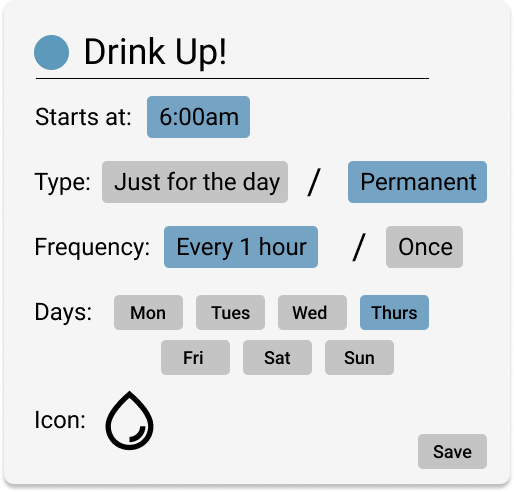 Drink Up!
Starts at: 6:00am
Type: Just for the day / Permanent
Frequency: Every 1 hour / Once
Days: Mon Tues Wed Thurs
Fri Sat Sun
Icon:
Save